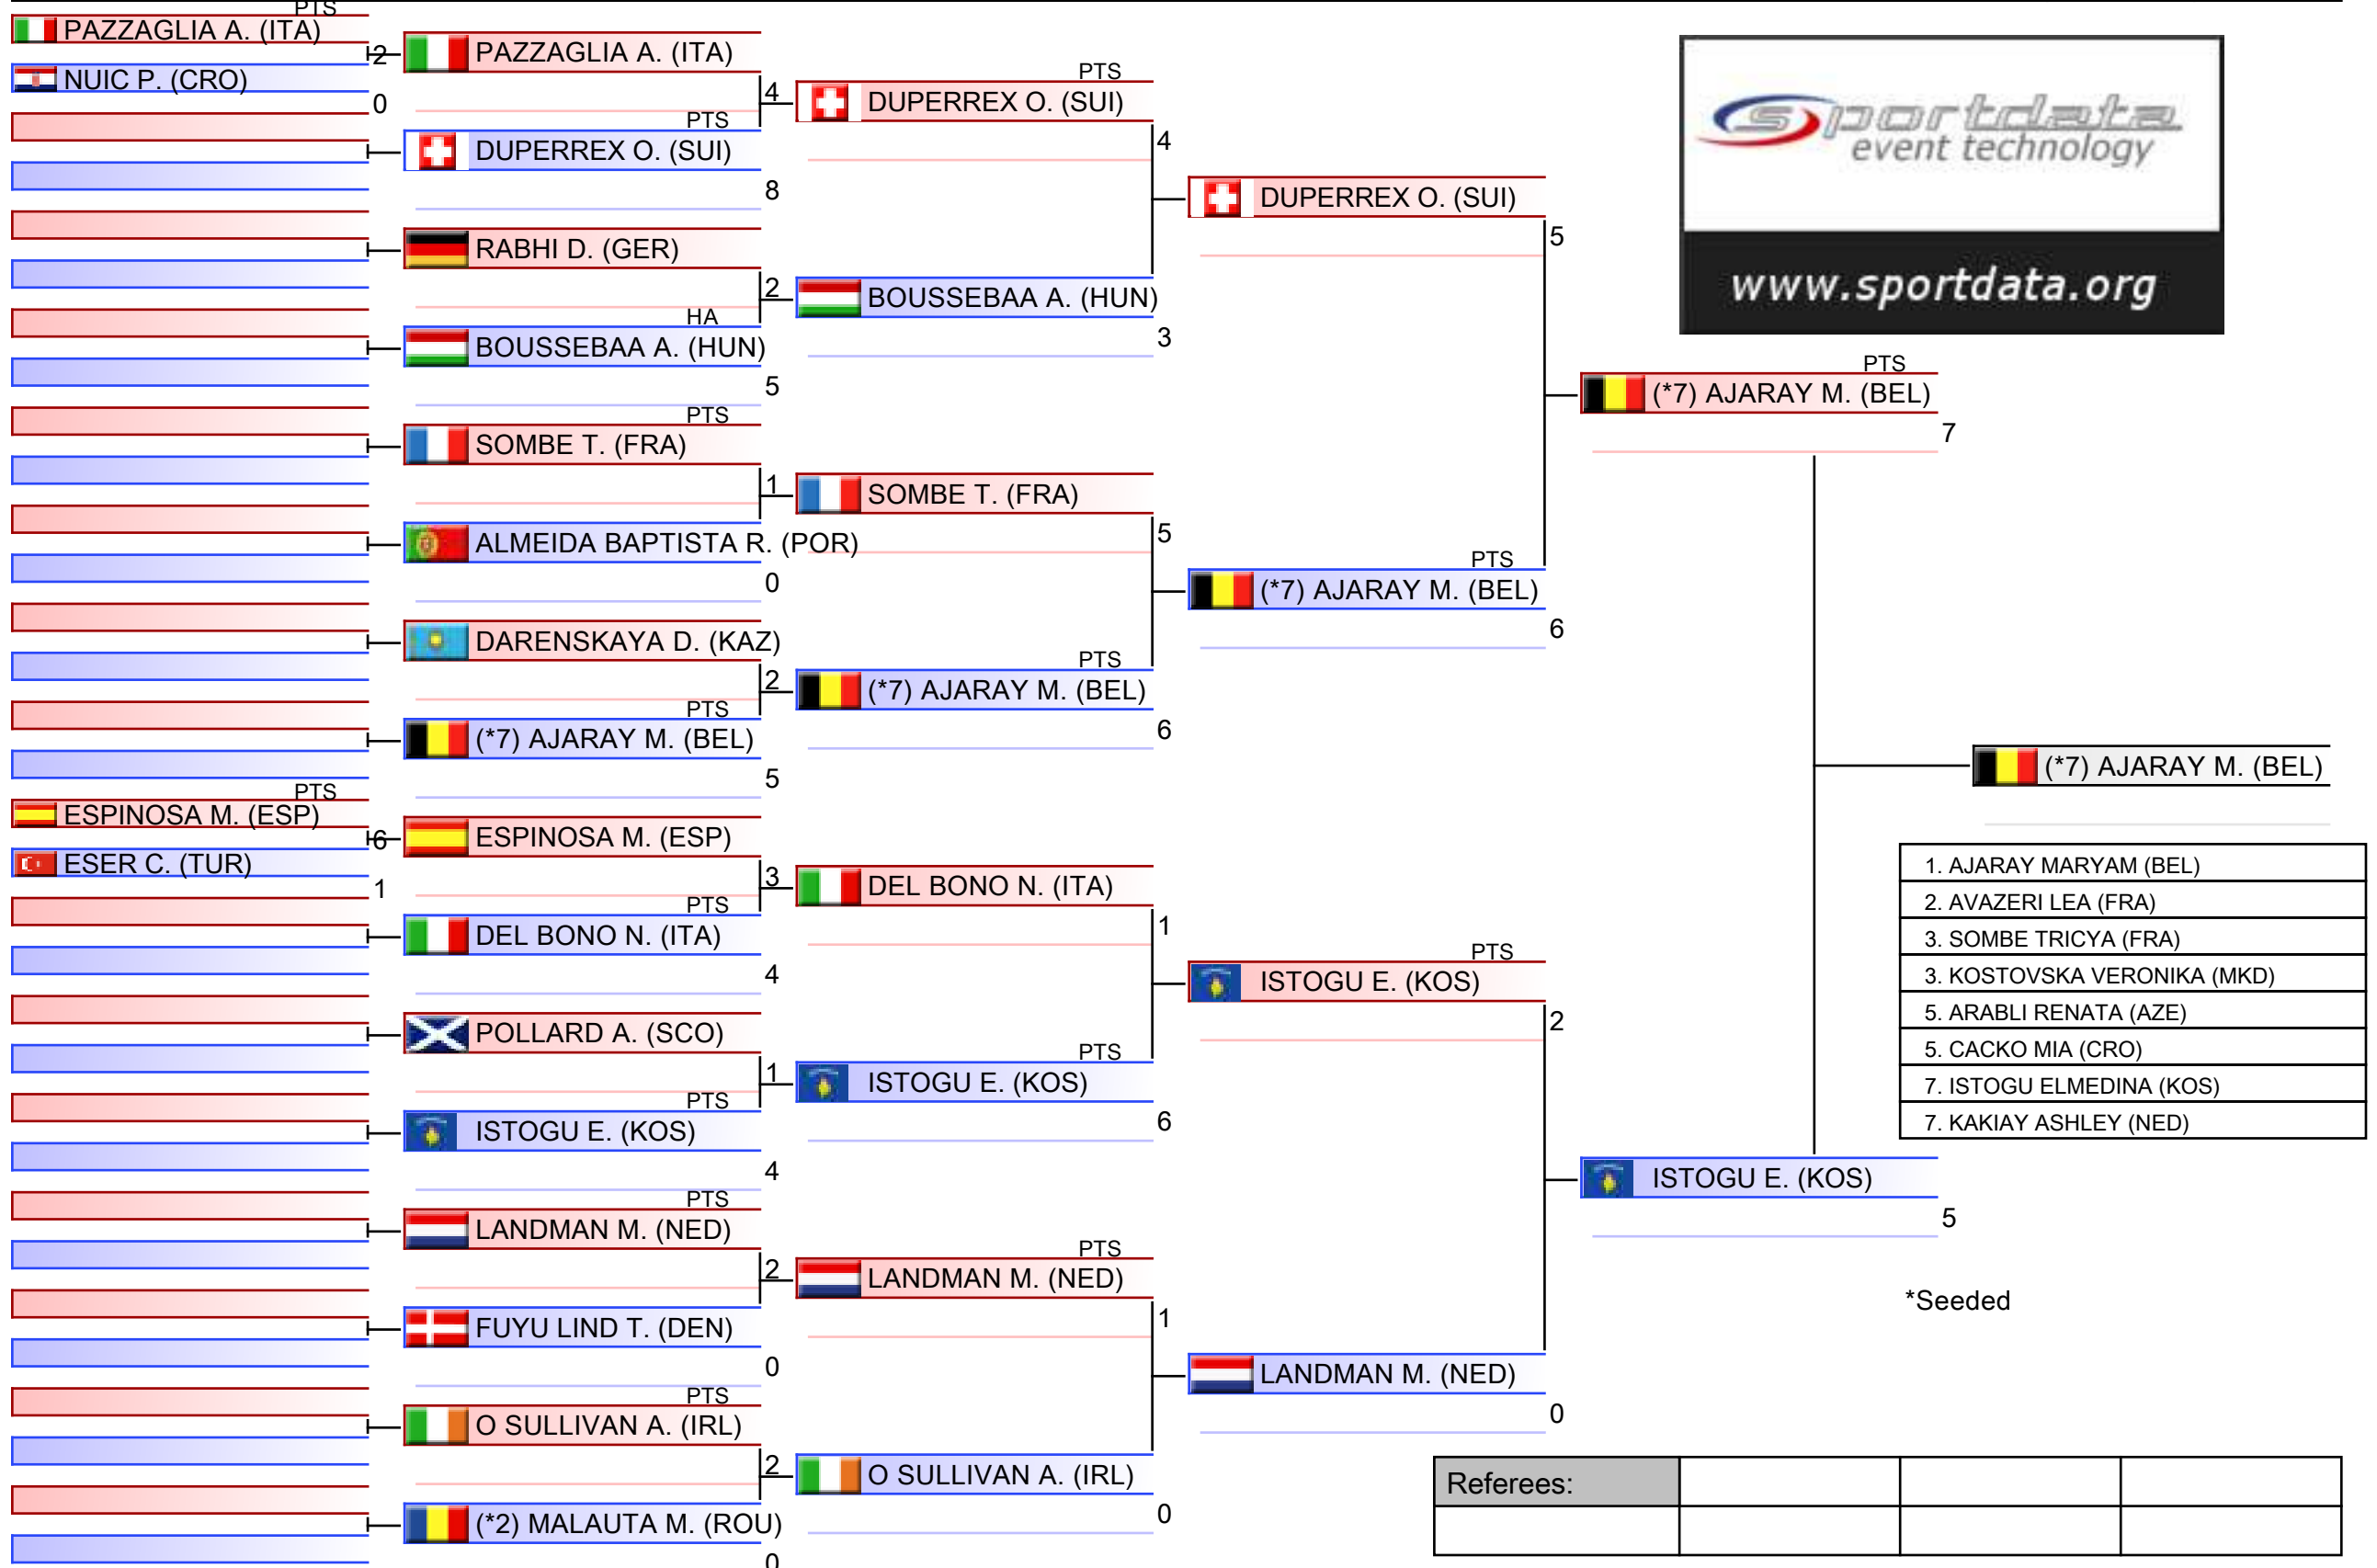 PTS
PAZZAGLIA A. (ITA)
2
NUIC P. (CRO)
0
PTS
ESPINOSA M. (ESP)
6
ESER C. (TUR)
1
PAZZAGLIA A. (ITA)
4
PTS
DUPERREX O. (SUI)
8
RABHI D. (GER)
2
HA
BOUSSEBAA A. (HUN)
5
PTS
SOMBE T. (FRA)
1
ALMEIDA BAPTISTA R. (POR)
0
DARENSKAYA D. (KAZ)
2
PTS
(*7) AJARAY M. (BEL)
5
ESPINOSA M. (ESP)
3
PTS
DEL BONO N. (ITA)
4
POLLARD A. (SCO)
1
PTS
ISTOGU E. (KOS)
4
PTS
LANDMAN M. (NED)
2
FUYU LIND T. (DEN)
0
PTS
O SULLIVAN A. (IRL)
2
(*2) MALAUTA M. (ROU)
0
PTS
DUPERREX O. (SUI)
4
BOUSSEBAA A. (HUN)
3
SOMBE T. (FRA)
5
PTS
(*7) AJARAY M. (BEL)
6
DEL BONO N. (ITA)
1
PTS
ISTOGU E. (KOS)
6
PTS
LANDMAN M. (NED)
1
O SULLIVAN A. (IRL)
0
DUPERREX O. (SUI)
5
PTS
(*7) AJARAY M. (BEL)
6
PTS
ISTOGU E. (KOS)
2
LANDMAN M. (NED)
0
sportdata
event technology
www.sportdata.org
PTS
(*7) AJARAY M. (BEL)
7
ISTOGU E. (KOS)
5
(*7) AJARAY M. (BEL)
1. AJARAY MARYAM (BEL)
2. AVAZERI LEA (FRA)
3. SOMBE TRICYA (FRA)
3. KOSTOVSKA VERONIKA (MKD)
5. ARABLI RENATA (AZE)
5. CACKO MIA (CRO)
7. ISTOGU ELMEDINA (KOS)
7. KAKIAY ASHLEY (NED)
*Seeded
Referees: